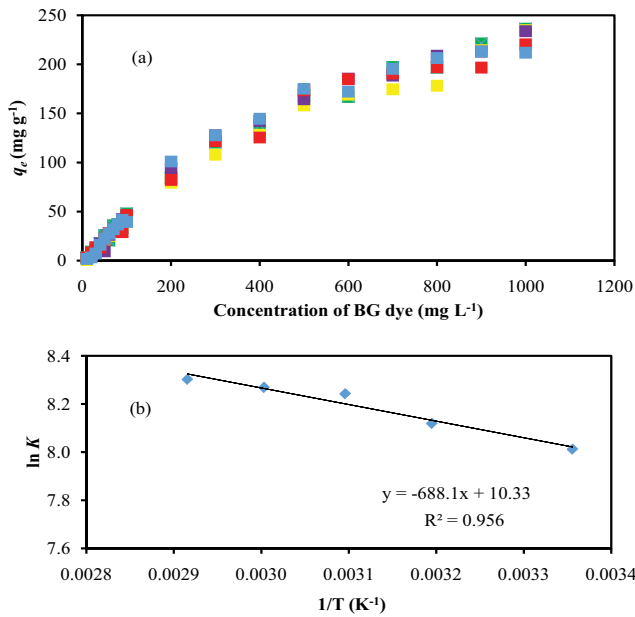 250
200
150
100
50
0
(a)
qe (mg g-1)
0 200 400 600 800 1000 1200
Concentration of BG dye (mg L-1)
8.4
8.2
8.0
7.8
7.6
(b)
ln K
y = -688.1x + 10.33
R² = 0.956
0.0028 0.0029 0.0030 0.0031 0.0032 0.0033 0.0034
1/T (K-1)